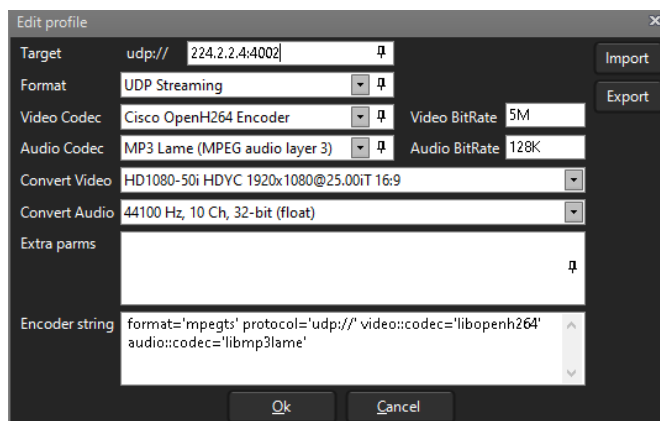 Edit profile
Target udp:// 224.2.2.4:4002 Import
Format UDP Streaming Export
Video Codec Cisco OpenH264 Encoder Video BitRate 5M
Audio Codec MP3 Lame (MPEG audio layer 3) Audio BitRate 128K
Convert Video HD1080-50i HDYC 1920x1080@25.00iT 16:9
Convert Audio 44100 Hz, 10 Ch, 32-bit (float)
Extra parms
Encoder string format='mpegts' protocol='udp://' video::codec='libopenh264'
audio::codec='libmp3lame'
Ok Cancel